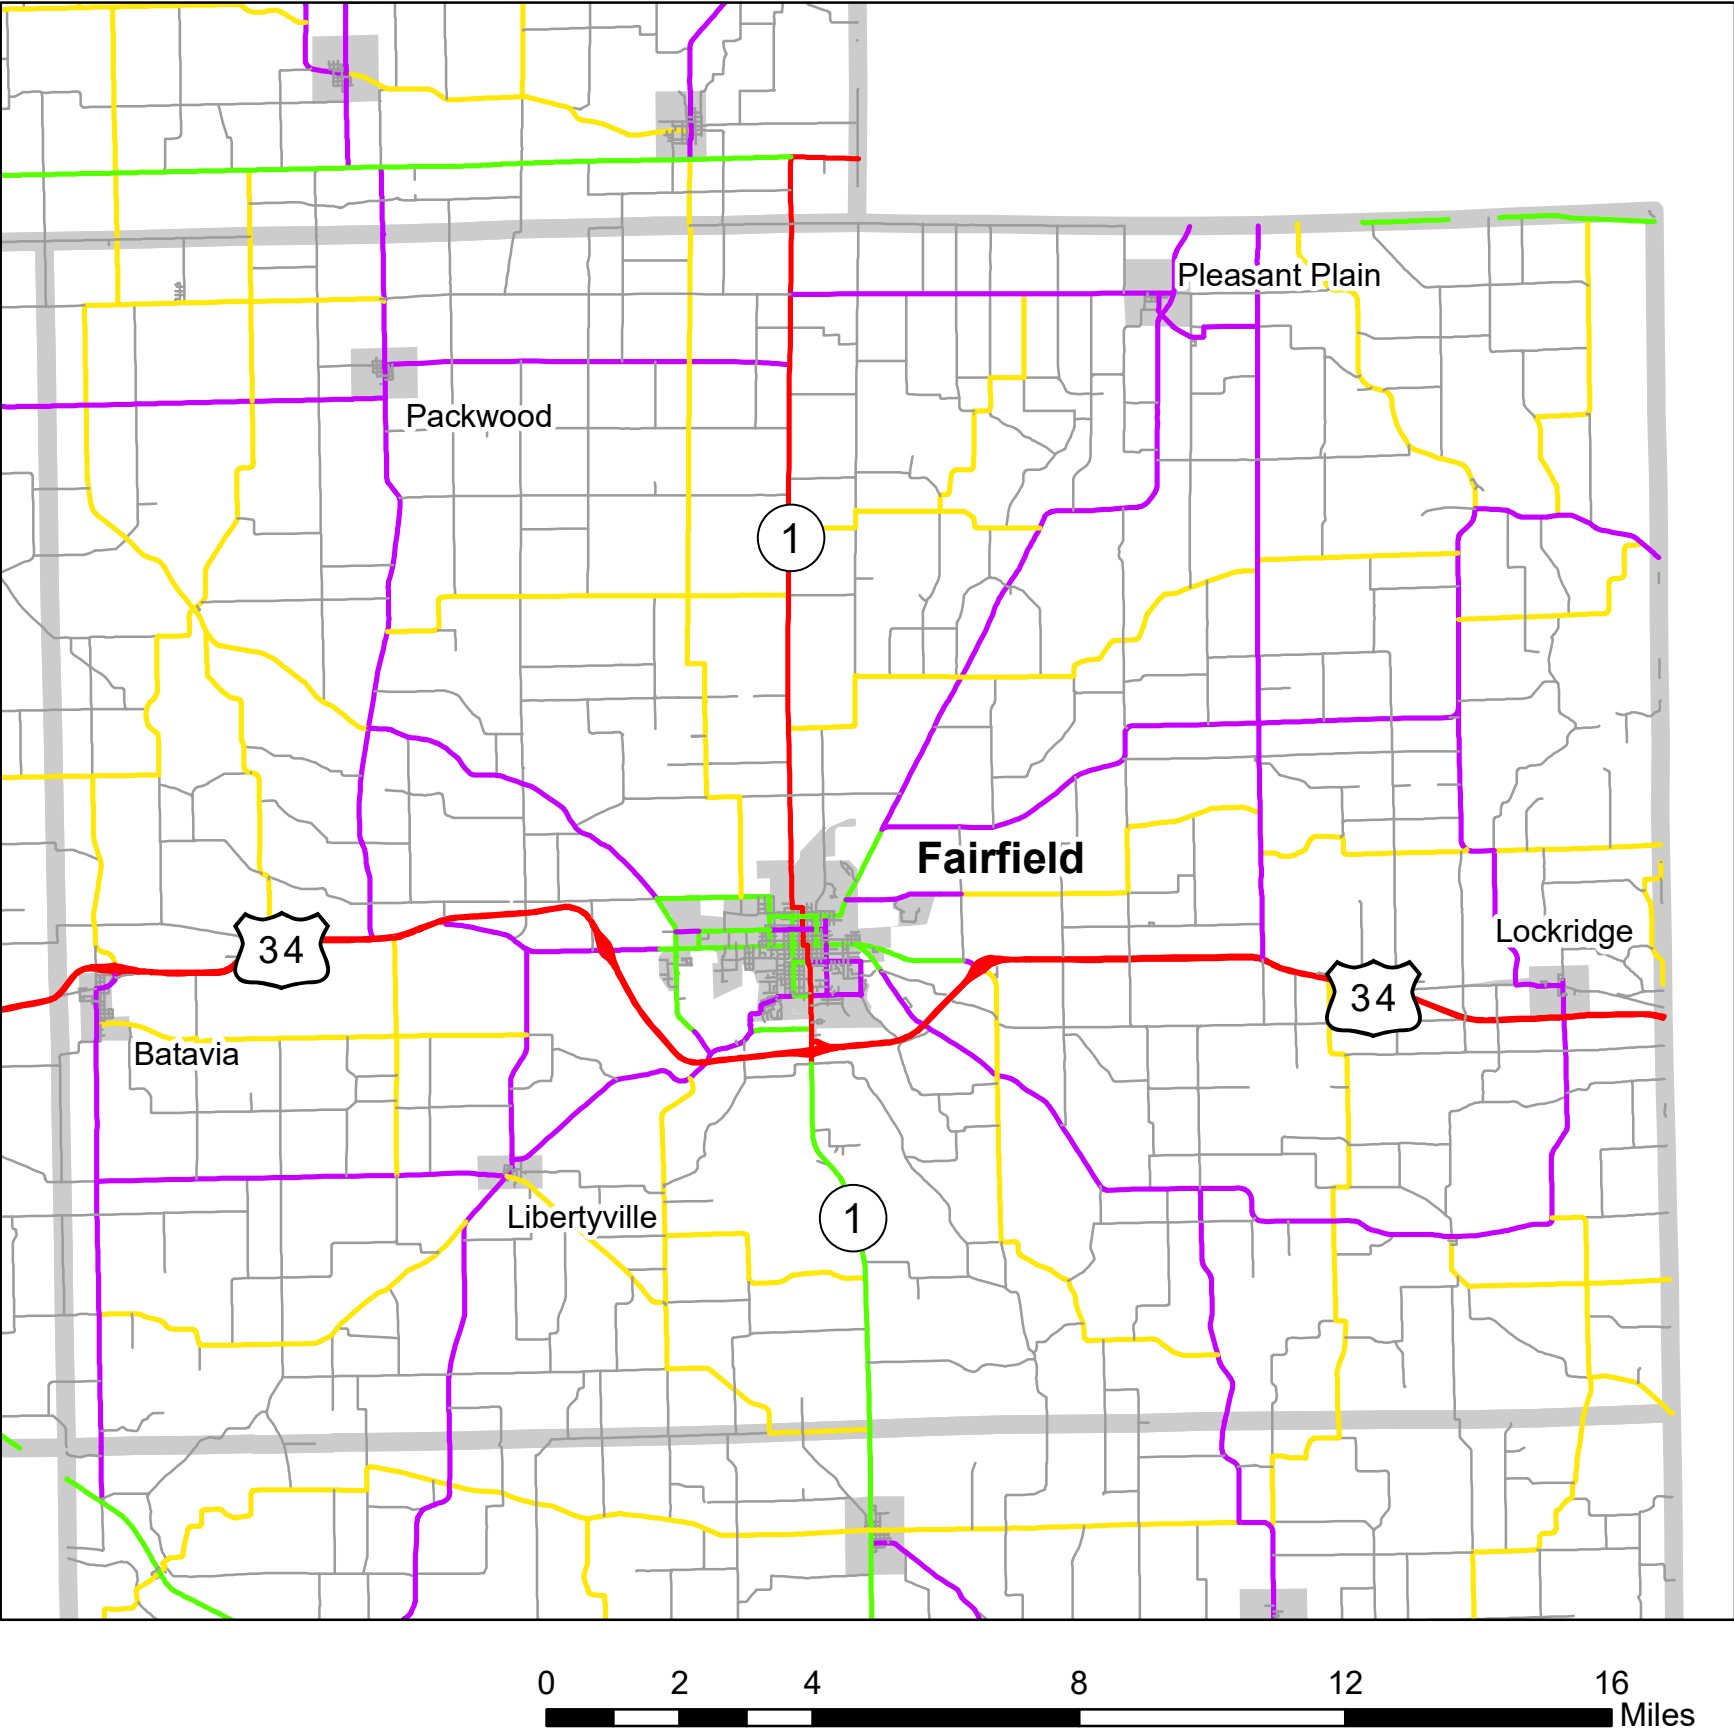 Pleasant Plain
Packwood
1
Fairfield
Lockridge
34
34
Batavia
Libertyville
1
0 2 4 8 12 16
Miles